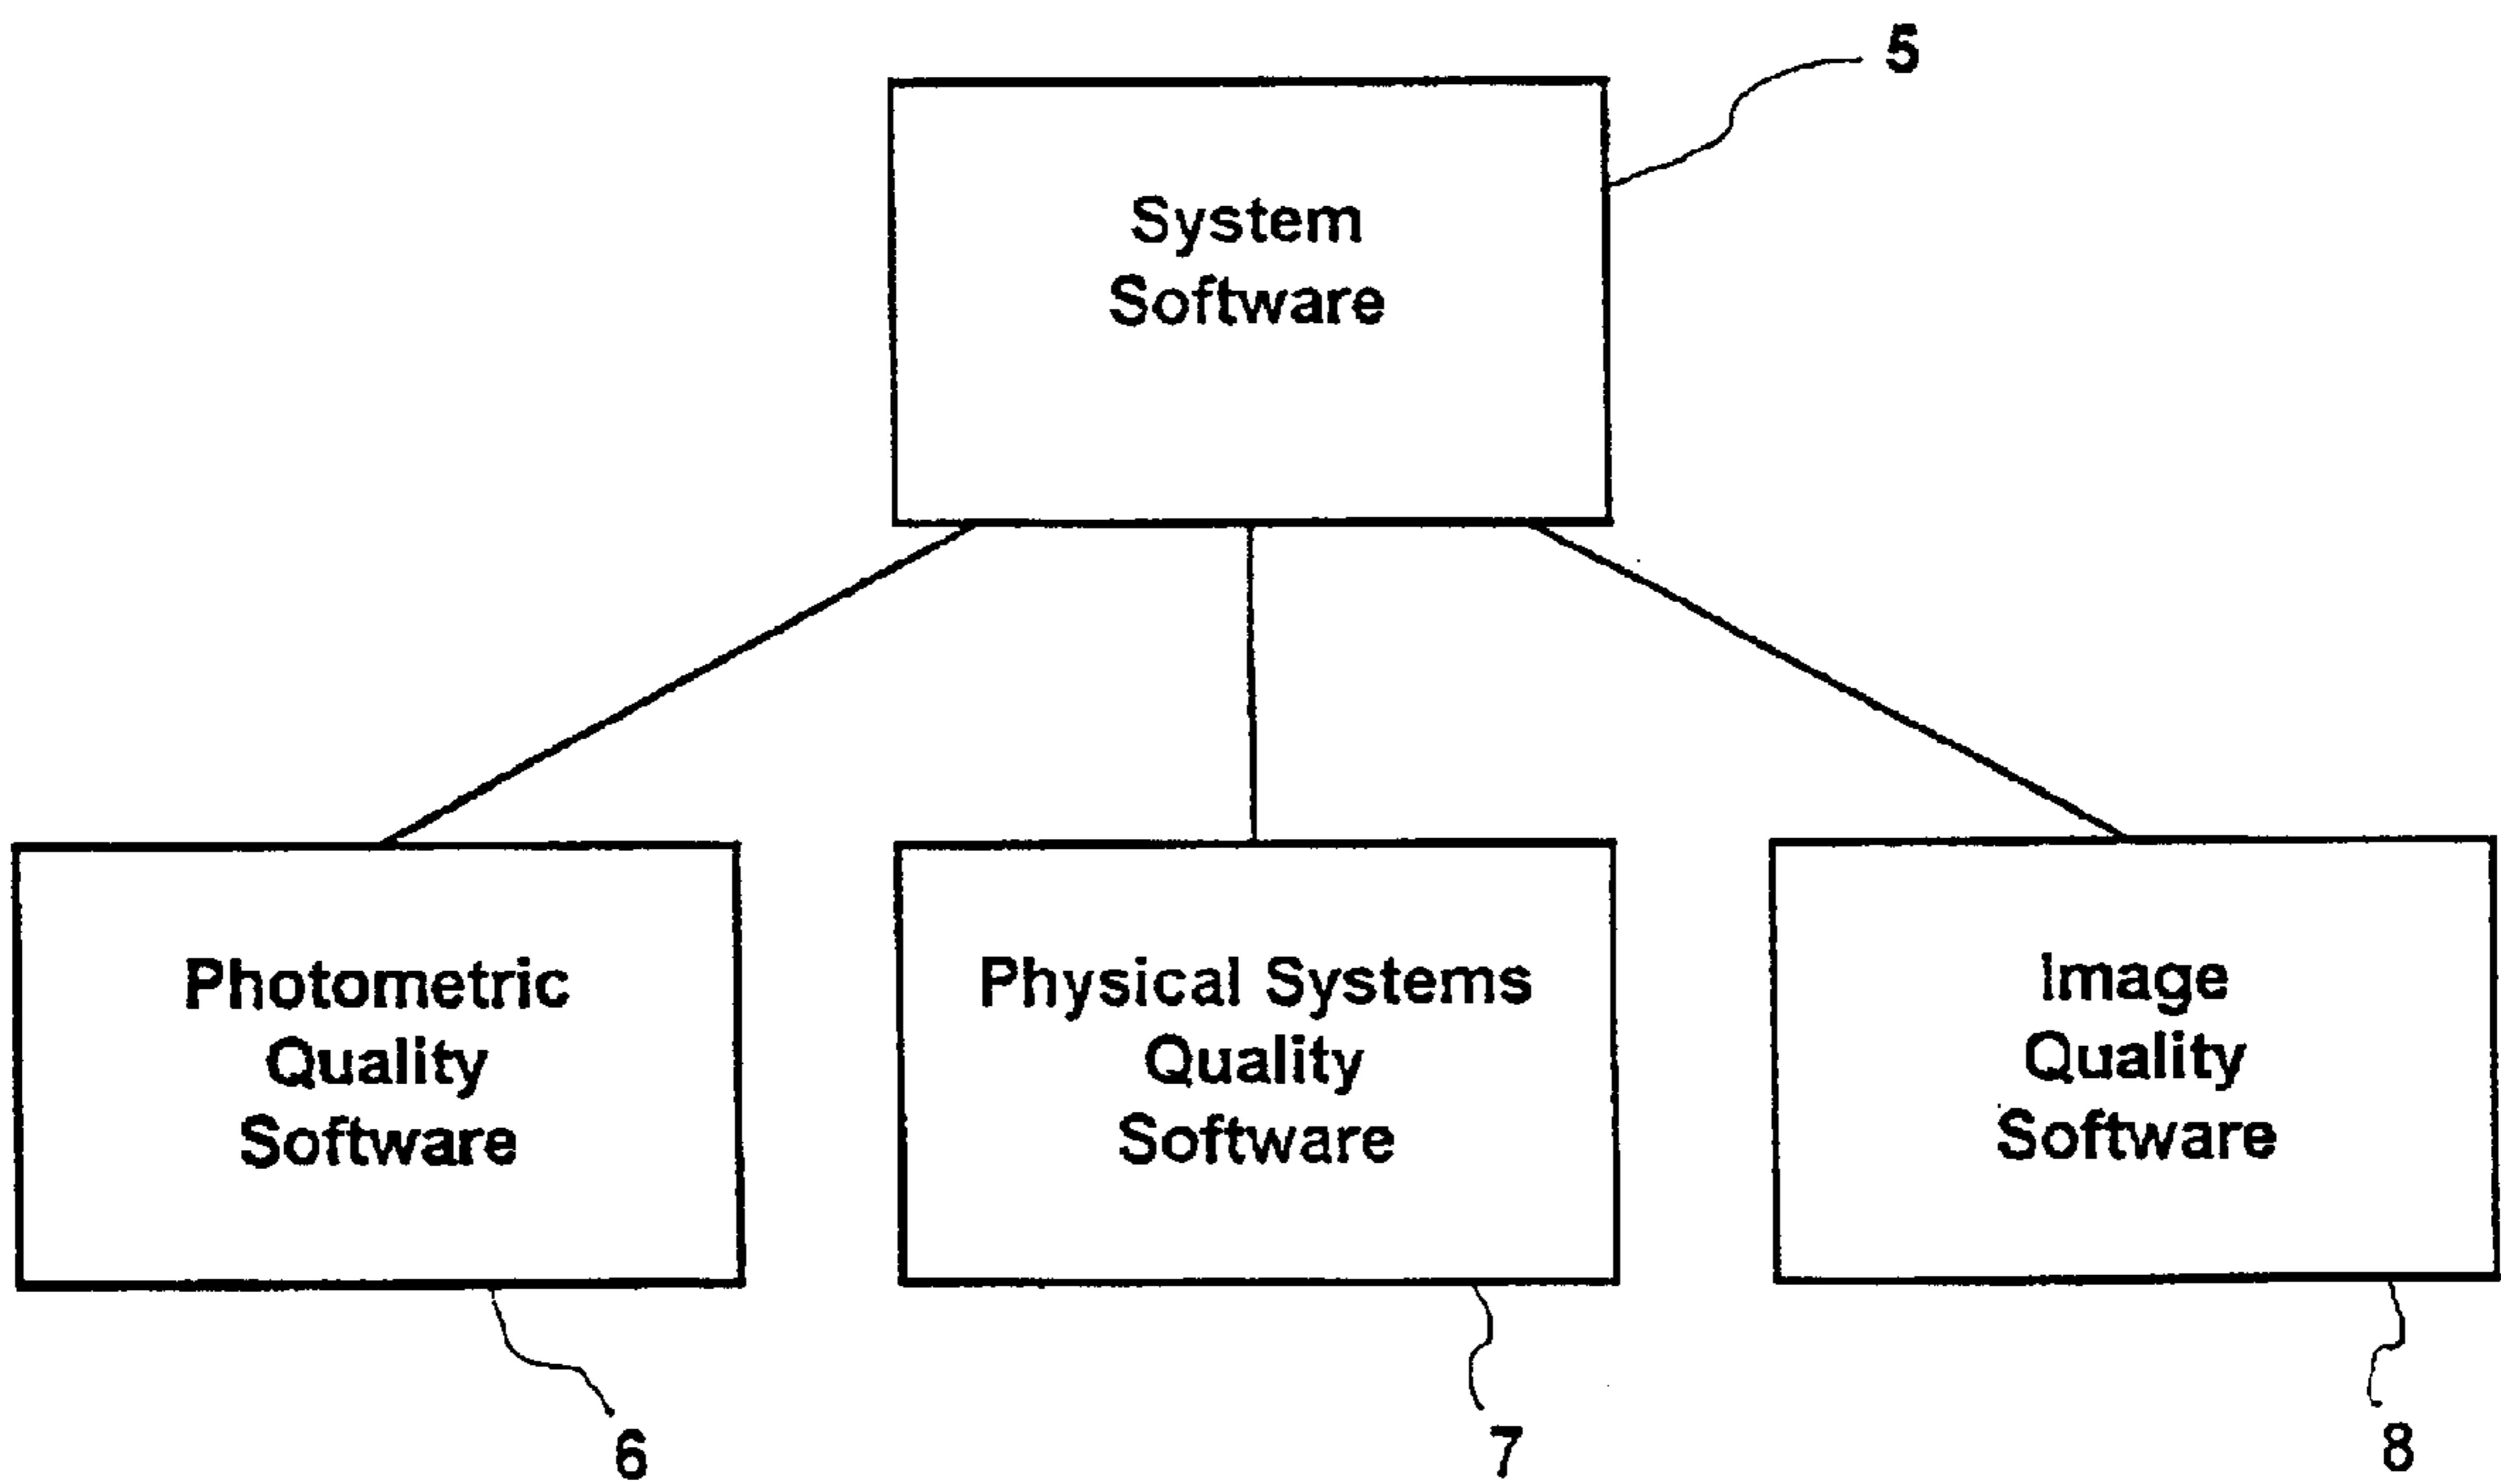 5
System
Software
Photometric
Quality
Software
Physical Systems
Quality
Software
Image
Quality
Software
6
7
8